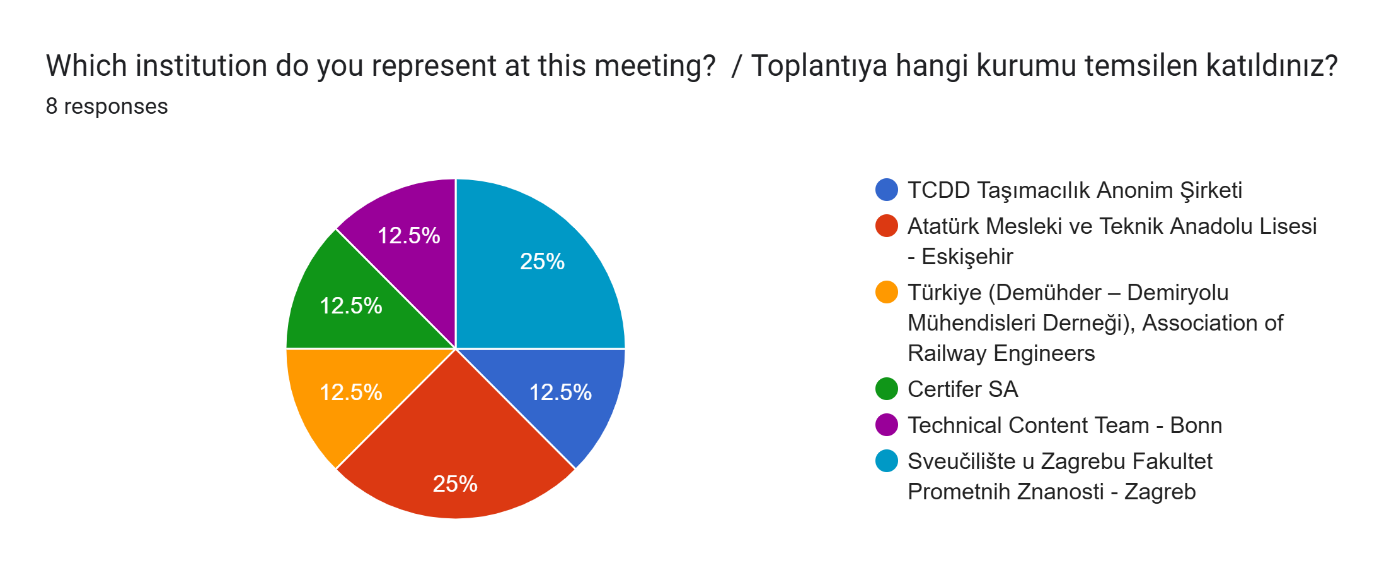 Which institution do you represent at this meeting?  / Toplantıya hangi kurumu temsilen katıldınız?
8 responses
12.5%
25%
12.5%
12.5%
12.5%
25%
TCDD Taşımacılık Anonim Şirketi
Atatürk Mesleki ve Teknik Anadolu Lisesi
- Eskişehir
Türkiye (Demühder – Demiryolu
Mühendisleri Derneği), Association of
Railway Engineers
Certifer SA
Technical Content Team - Bonn
Sveučilište u Zagrebu Fakultet
Prometnih Znanosti - Zagreb